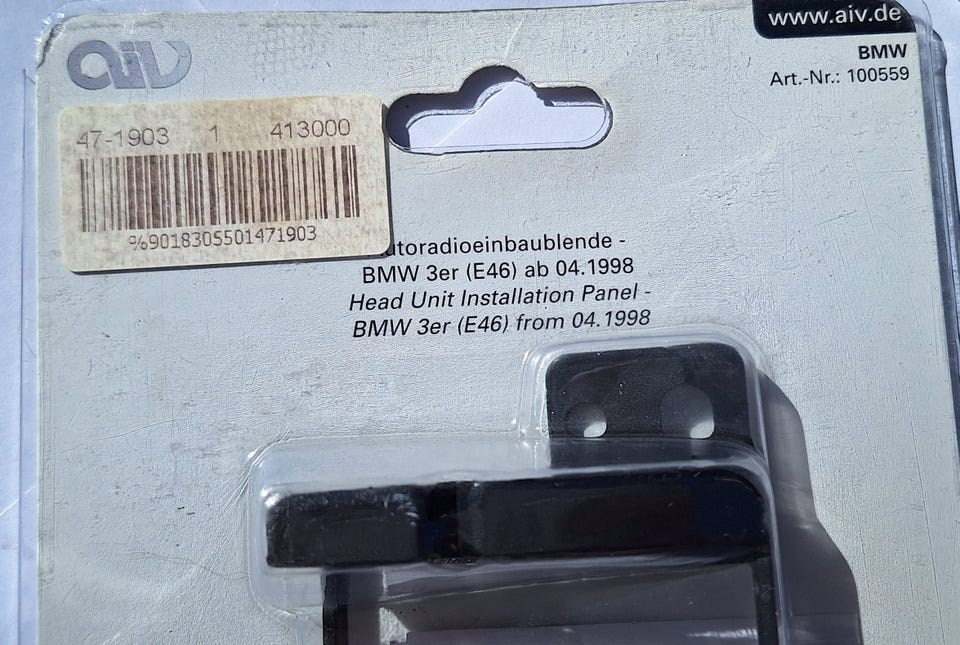 www.aiv.de
aiv
BMW
Art.-Nr.: 100559
47-1903 1 413000
%9018305501471903
utoradioeinbaublende -
BMW 3er (E46) ab 04.1998
Head Unit Installation Panel -
BMW 3er (E46) from 04.1998